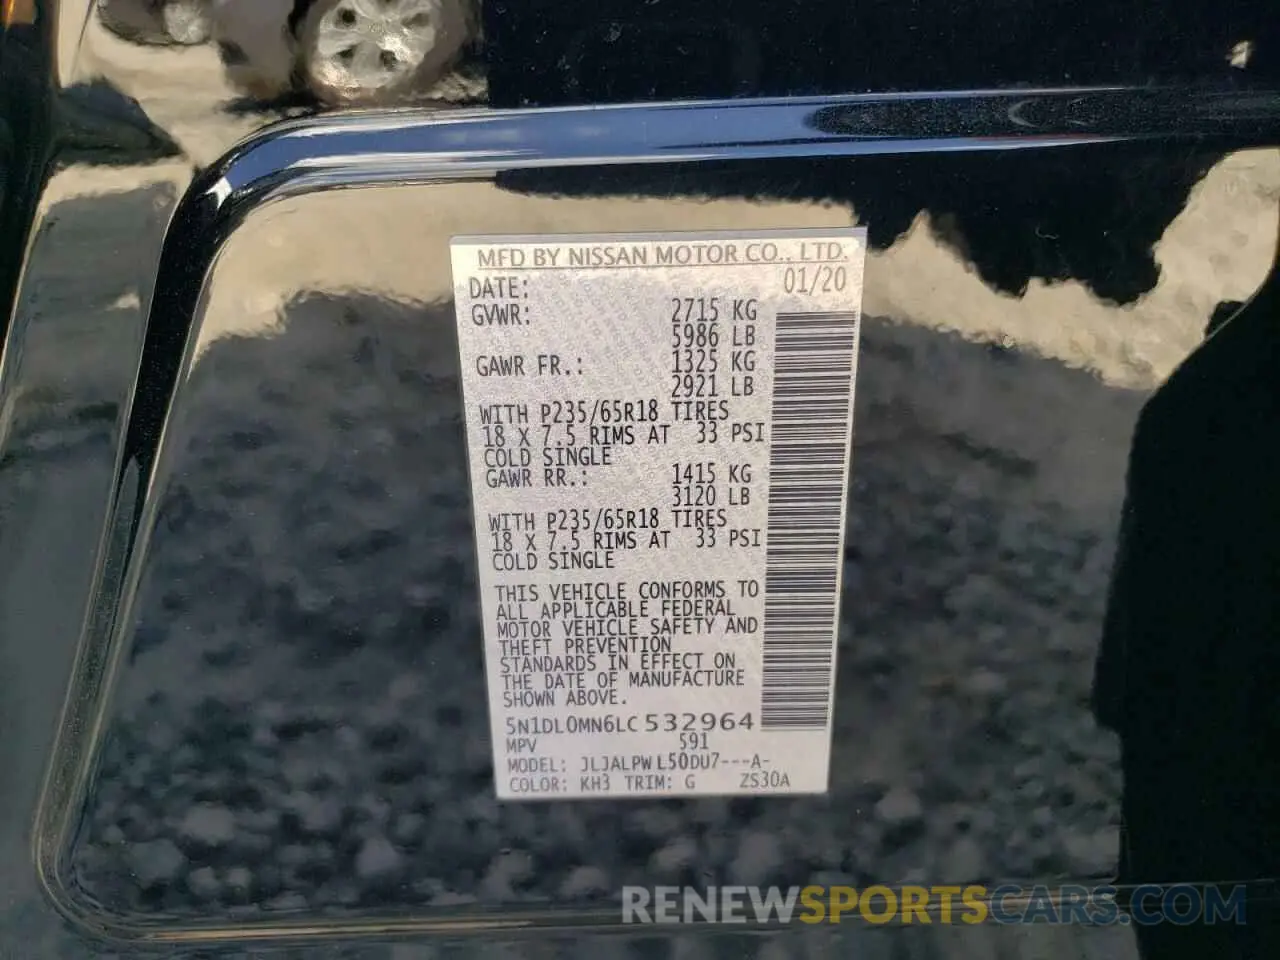 MFD BY NISSAN MOTOR CO., LTD.
DATE: 01/20
GVWR: 2715 KG
5986 LB
GAWR FR.: 1325 KG
2921 LB
WITH P235/65R18 TIRES
18 X 7.5 RIMS AT 33 PSI
COLD SINGLE
GAWR RR.: 1415 KG
3120 LB
WITH P235/65R18 TIRES
18 X 7.5 RIMS AT 33 PSI
COLD SINGLE
THIS VEHICLE CONFORMS TO
ALL APPLICABLE FEDERAL
MOTOR VEHICLE SAFETY AND
THEFT PREVENTION
STANDARDS IN EFFECT ON
THE DATE OF MANUFACTURE
SHOWN ABOVE.
5N1DL0MN6LC532964
MPV 591
MODEL: JLJALPWL50DU7---A-
COLOR: KH3 TRIM: G ZS30A
RENEWSPORTSCARS.COM